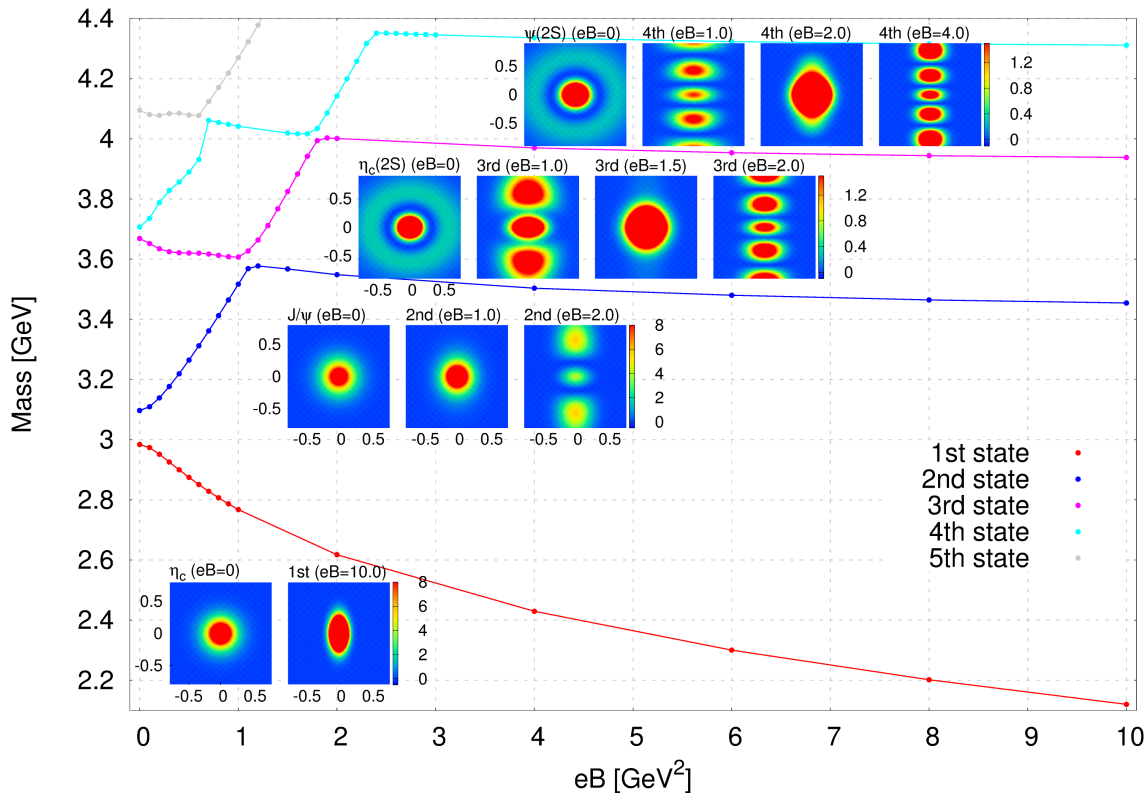 4.4
4.2
4
3.8
3.6
3.4
3.2
3
2.8
2.6
2.4
2.2
Mass [GeV]
0 1 2 3 4 5 6 7 8 9 10
eB [GeV²]
ψ(2S) (eB=0) 4th (eB=1.0) 4th (eB=2.0) 4th (eB=4.0)
0.5
0
-0.5
1.2
0.8
0.4
0
η_c(2S) (eB=0) 3rd (eB=1.0) 3rd (eB=1.5) 3rd (eB=2.0)
0.5
0
-0.5
-0.5 0 0.5
1.2
0.8
0.4
0
J/ψ (eB=0) 2nd (eB=1.0) 2nd (eB=2.0)
0.5
0
-0.5
-0.5 0 0.5 -0.5 0 0.5 -0.5 0 0.5
8
6
4
2
0
1st state
2nd state
3rd state
4th state
5th state
η_c (eB=0) 1st (eB=10.0)
0.5
0
-0.5
-0.5 0 0.5 -0.5 0 0.5
8
6
4
2
0